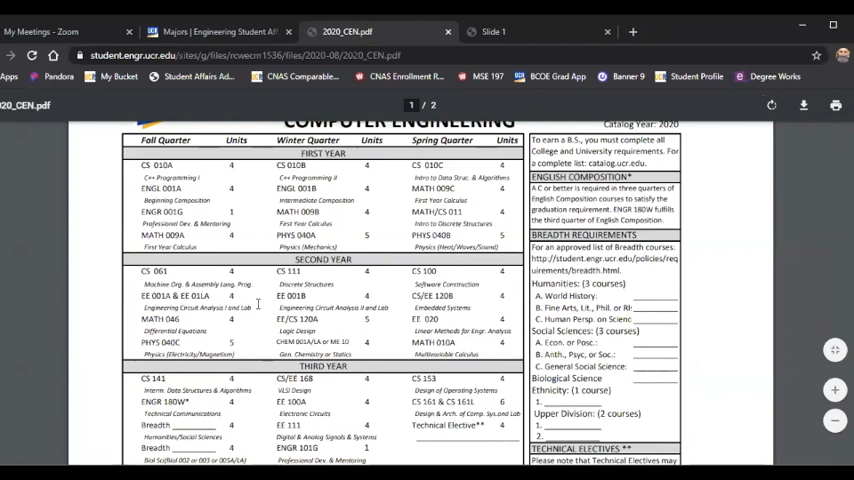 My Meetings - Zoom
Majors | Engineering Student Aff
2020_CEN.pdf
Slide 1
student.engr.ucr.edu/sites/g/files/rcwecm1536/files/2020-08/2020_CEN.pdf
Apps Pandora My Bucket Student Affairs Ad... CNAS Comparable... CNAS Enrollment R... MSE 197 BCOE Grad App Banner 9 Student Profile Degree Works
2020_CEN.pdf 1 / 2
COMPUTER ENGINEERING Catalog Year: 2020
Fall Quarter Units Winter Quarter Units Spring Quarter Units
FIRST YEAR
CS 010A 4 CS 010B 4 CS 010C 4
C++ Programming I C++ Programming II Intro to Data Struc. & Algorithms
ENGL 001A 4 ENGL 001B 4 MATH 009C 4
Beginning Composition Intermediate Composition First Year Calculus
ENGR 001G 1 MATH 009B 4 MATH/CS 011 4
Professional Dev. & Mentoring First Year Calculus Intro to Discrete Structures
MATH 009A 4 PHYS 040A 5 PHYS 040B 5
First Year Calculus Physics (Mechanics) Physics (Heat/Waves/Sound)
SECOND YEAR
CS 061 4 CS 111 4 CS 100 4
Machine Org. & Assembly Lang. Prog. Discrete Structures Software Construction
EE 001A & EE 01LA 4 EE 001B 4 CS/EE 120B 4
Engineering Circuit Analysis I and Lab Engineering Circuit Analysis II and Lab Embedded Systems
MATH 046 4 EE/CS 120A 5 EE 020 4
Differential Equations Logic Design Linear Methods for Engr. Analysis
PHYS 040C 5 CHEM 001A/LA or ME 10 4 MATH 010A 4
Physics (Electricity/Magnetism) Gen. Chemistry or Statics Multivariable Calculus
THIRD YEAR
CS 141 4 CS/EE 168 4 CS 153 4
Interm. Data Structures & Algorithms VLSI Design Design of Operating Systems
ENGR 180W* 4 EE 100A 4 CS 161 & CS 161L 6
Technical Communications Electronic Circuits Design & Arch. of Comp. Sys.and Lab
Breadth 4 EE 111 4 Technical Elective** 4
Humanities/Social Sciences Digital & Analog Signals & Systems
Breadth 4 ENGR 101G 1
Biol Sci(Biol 002 or 003 or 005A/LA) Professional Dev. & Mentoring
To earn a B.S., you must complete all
College and University requirements. For
a complete list: catalog.ucr.edu.
ENGLISH COMPOSITION*
A C or better is required in three quarters of
English Composition courses to satisfy the
graduation requirement. ENGR 180W fulfills
the third quarter of English Composition.
BREADTH REQUIREMENTS
For an approved list of Breadth courses:
http://student.engr.ucr.edu/policies/req
uirements/breadth.html.
Humanities: (3 courses)
A. World History:
B. Fine Arts, Lit., Phil. or Rl
C. Human Persp. on Scienc
Social Sciences: (3 courses)
A. Econ. or Posc.:
B. Anth., Psyc, or Soc.:
C. General Social Science:
Biological Science
Ethnicity: (1 course)
1.
Upper Division: (2 courses)
1.
2.
TECHNICAL ELECTIVES **
Please note that Technical Electives may